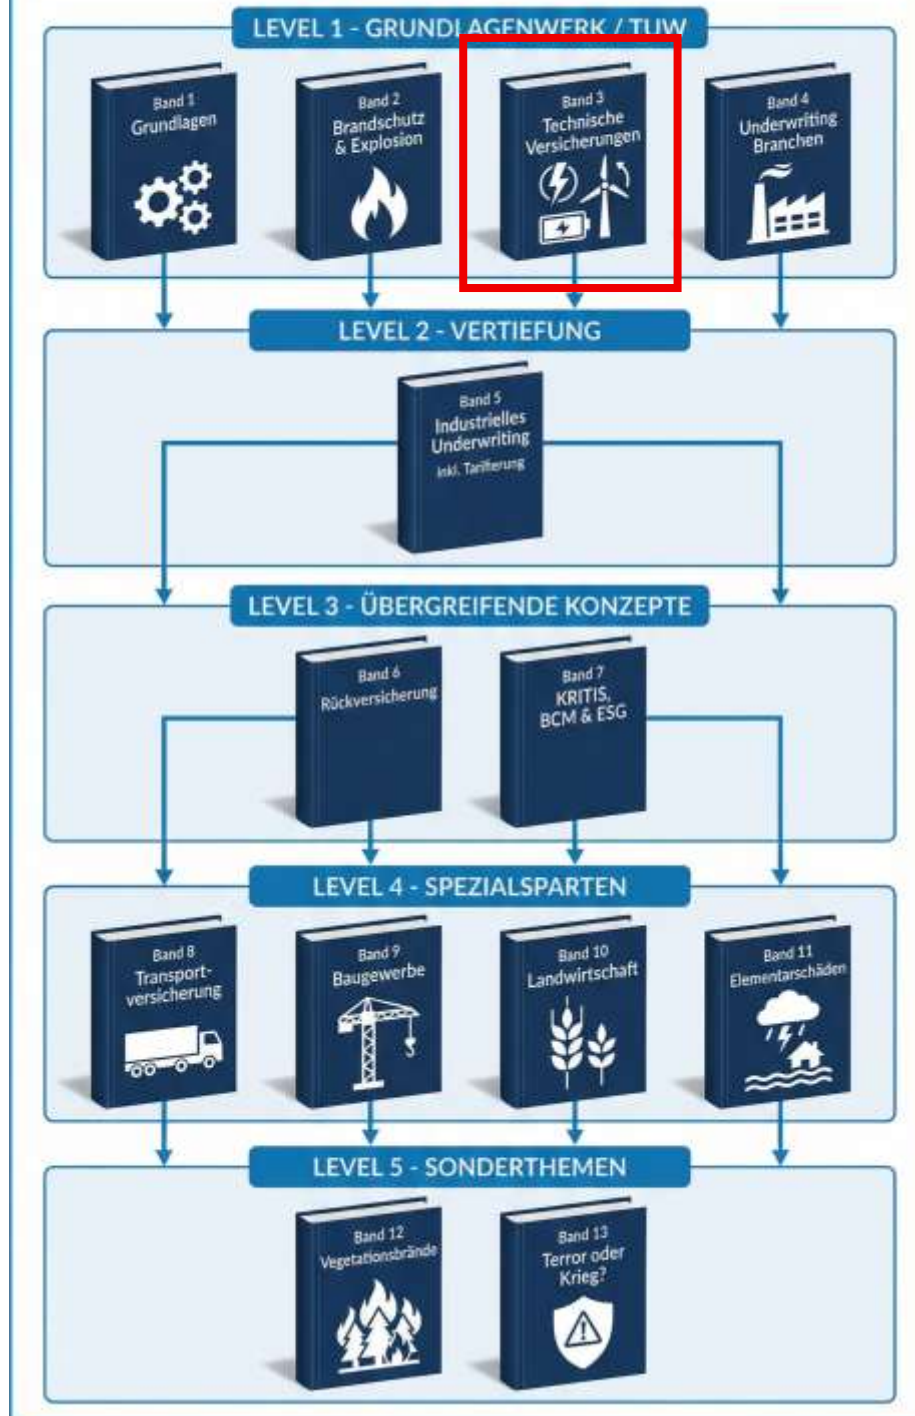 LEVEL 1 - GRUNDLAGENWERK / TUW
Band 1
Grundlagen
Band 2
Brandschutz
& Explosion
Band 3
Technische
Versicherungen
Band 4
Underwriting
Branchen
LEVEL 2 - VERTIEFUNG
Band 5
Industrielles
Underwriting
inkl. Tarifierung
LEVEL 3 - ÜBERGREIFENDE KONZEPTE
Band 6
Rückversicherung
Band 7
KRITIS,
BCM & ESG
LEVEL 4 - SPEZIALSPARTEN
Band 8
Transport-
versicherung
Band 9
Baugewerbe
Band 10
Landwirtschaft
Band 11
Elementarschäden
LEVEL 5 - SONDERTHEMEN
Band 12
Vegetationsbrände
Band 13
Terror oder
Krieg?